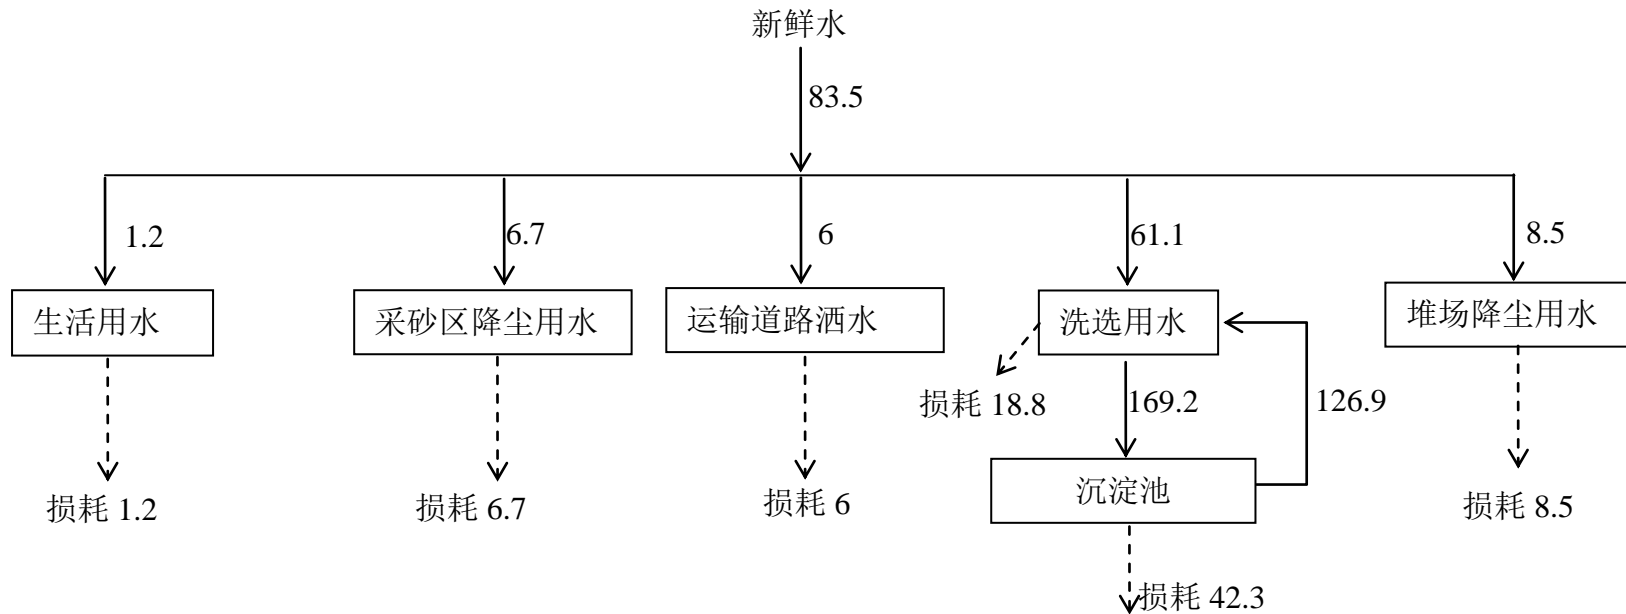 新鲜水
83.5
1.2
6.7
6
61.1
8.5
生活用水
采砂区降尘用水
运输道路洒水
洗选用水
堆场降尘用水
损耗 18.8
169.2
126.9
沉淀池
损耗 1.2
损耗 6.7
损耗 6
损耗 8.5
损耗 42.3